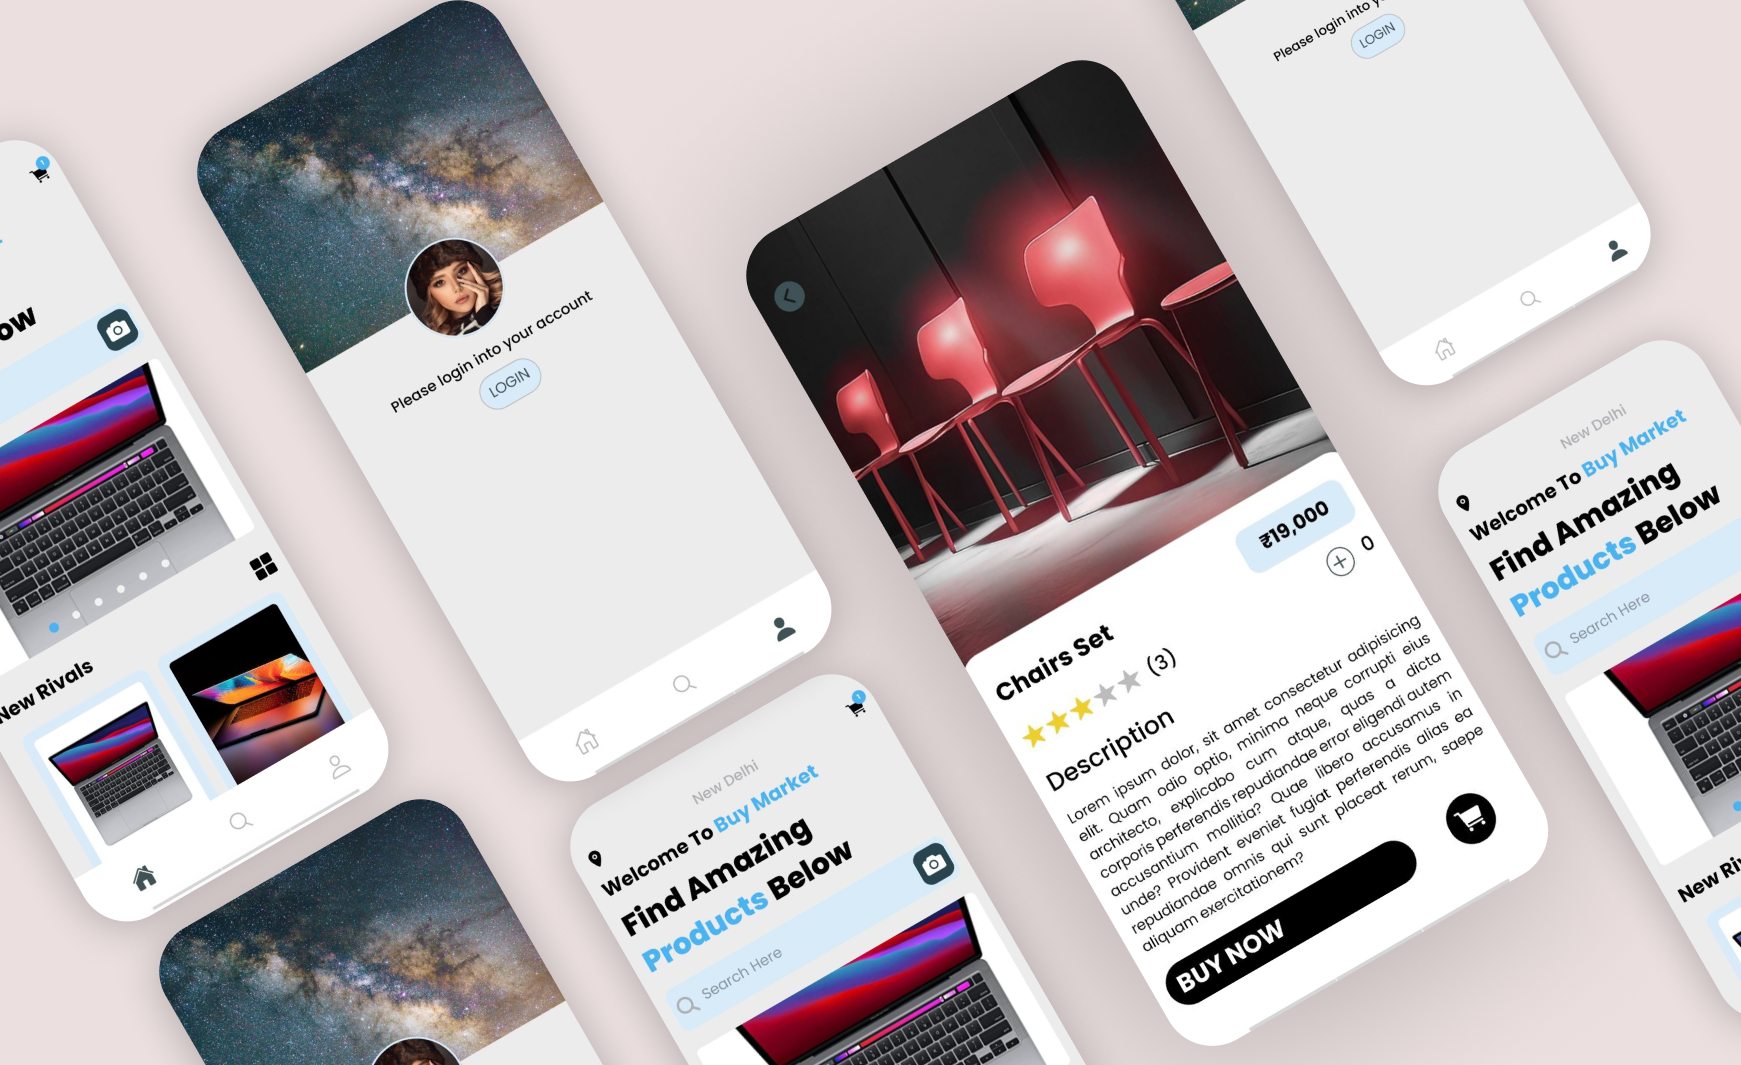 ow
New Rivals
Please login into your account
LOGIN
1
New Delhi
Welcome To Buy Market
Find Amazing
Products Below
Search Here
₹19,000
0
Chairs Set
(3)
Description
Lorem ipsum dolor, sit amet consectetur adipisicing
elit. Quam odio optio, minima neque corrupti eius
architecto, explicabo cum atque, quas a dicta
corporis perferendis repudiandae error eligendi autem
accusantium mollitia? Quae libero accusamus in
unde? Provident eveniet fugiat perferendis alias ea
repudiandae omnis qui sunt placeat rerum, saepe
aliquam exercitationem?
BUY NOW
Please login into y
LOGIN
New Delhi
Welcome To Buy Market
Find Amazing
Products Below
Search Here
New Ri